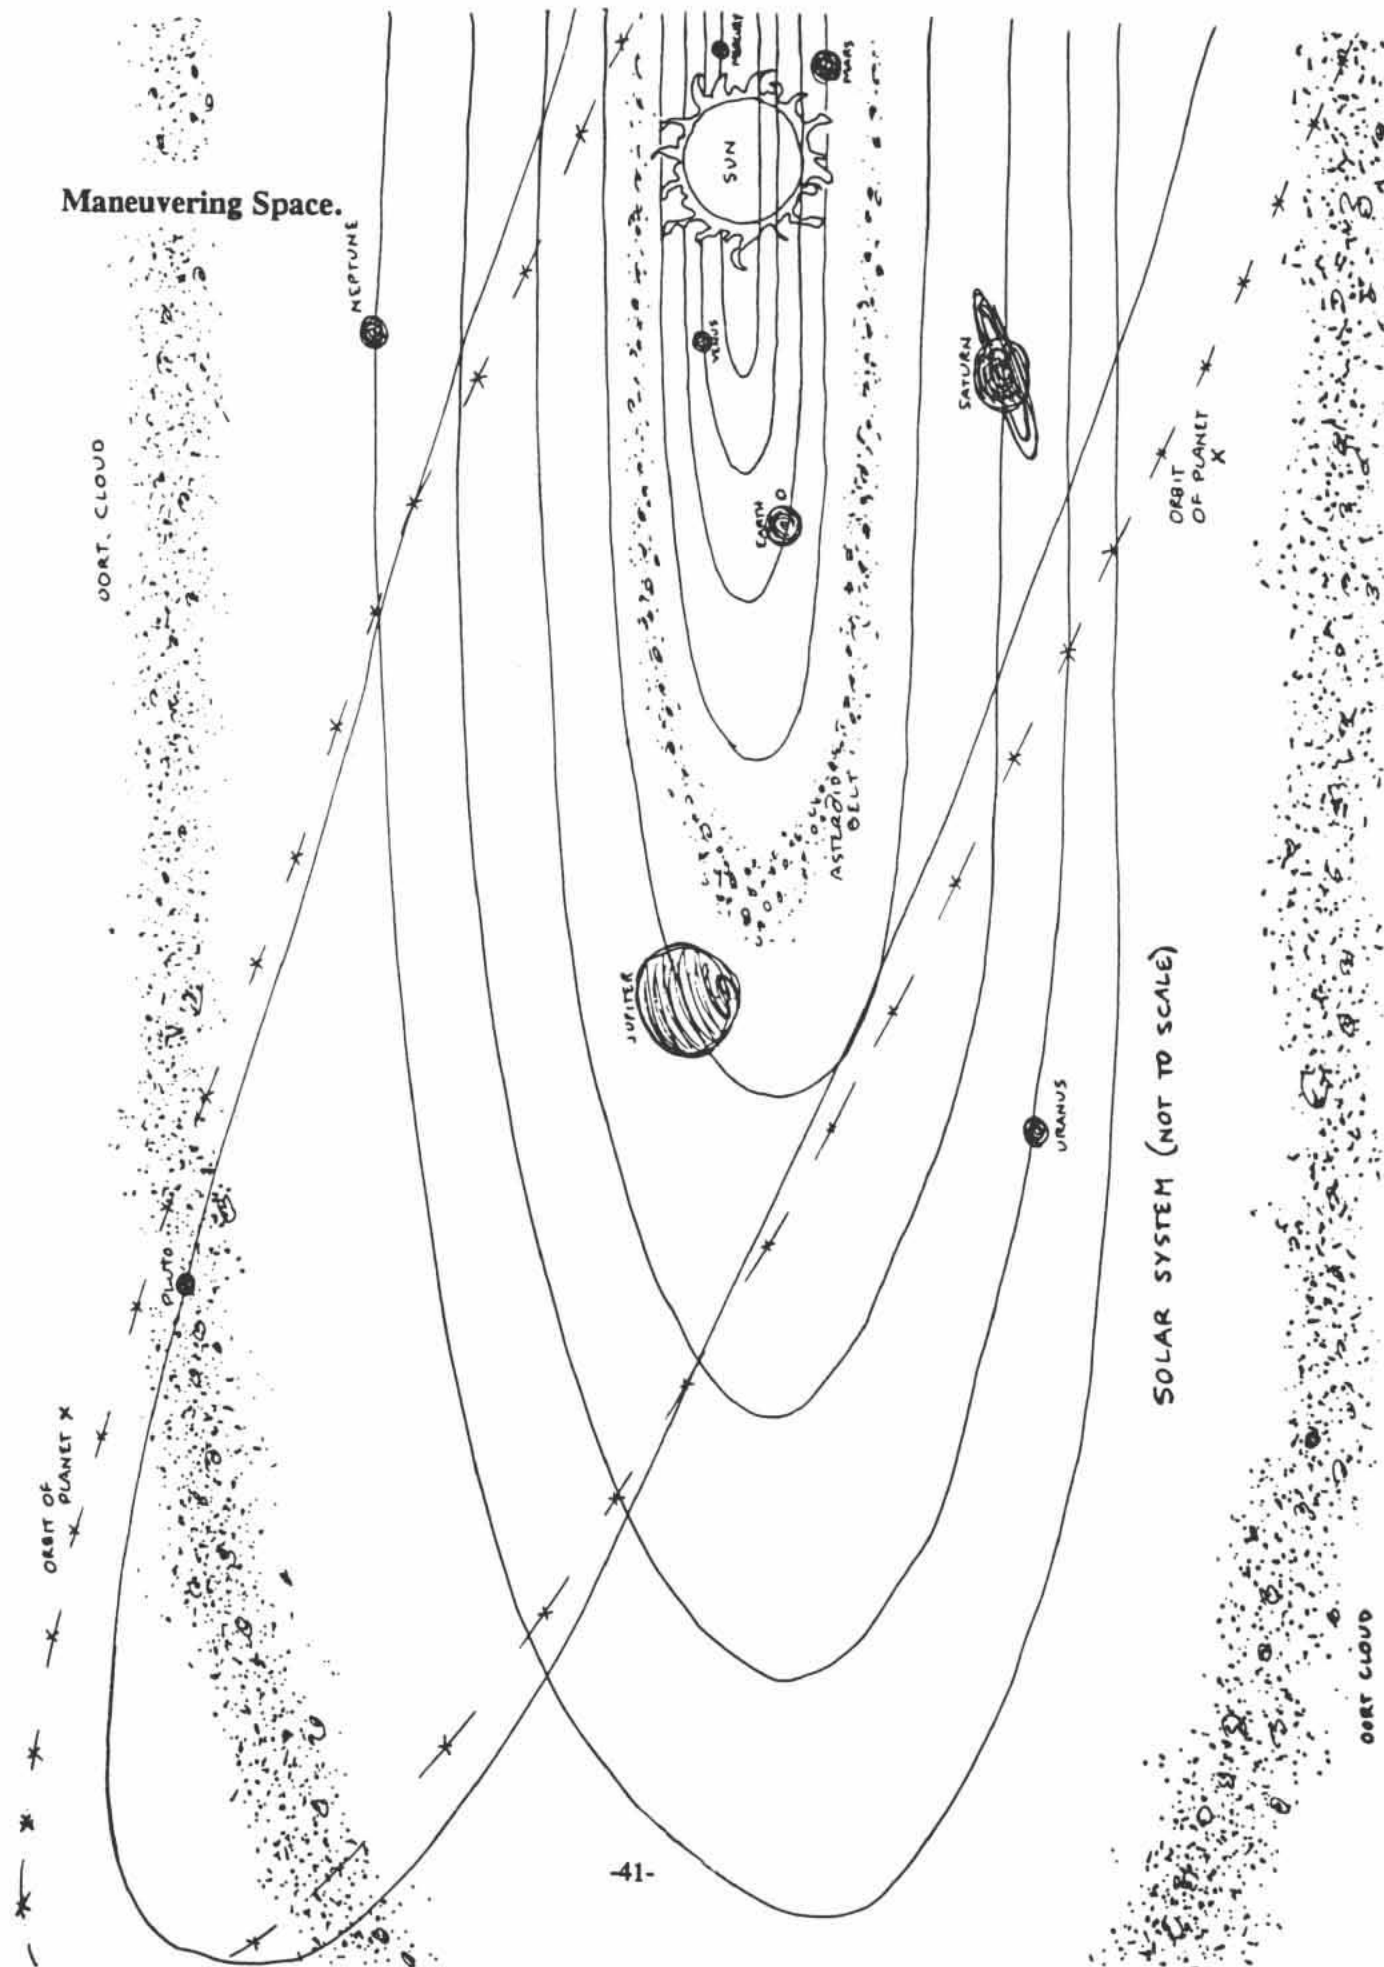 MERCURY
MARS
SUN
Maneuvering Space.
NEPTUNE
VENUS
SATURN
OORT. CLOUD
ORBIT
OF PLANET
X
EARTH
ASTEROID
BELT
JUPITER
SOLAR SYSTEM (NOT TO SCALE)
URANUS
PLUTO
ORBIT OF
PLANET X
OORT CLOUD
-41-